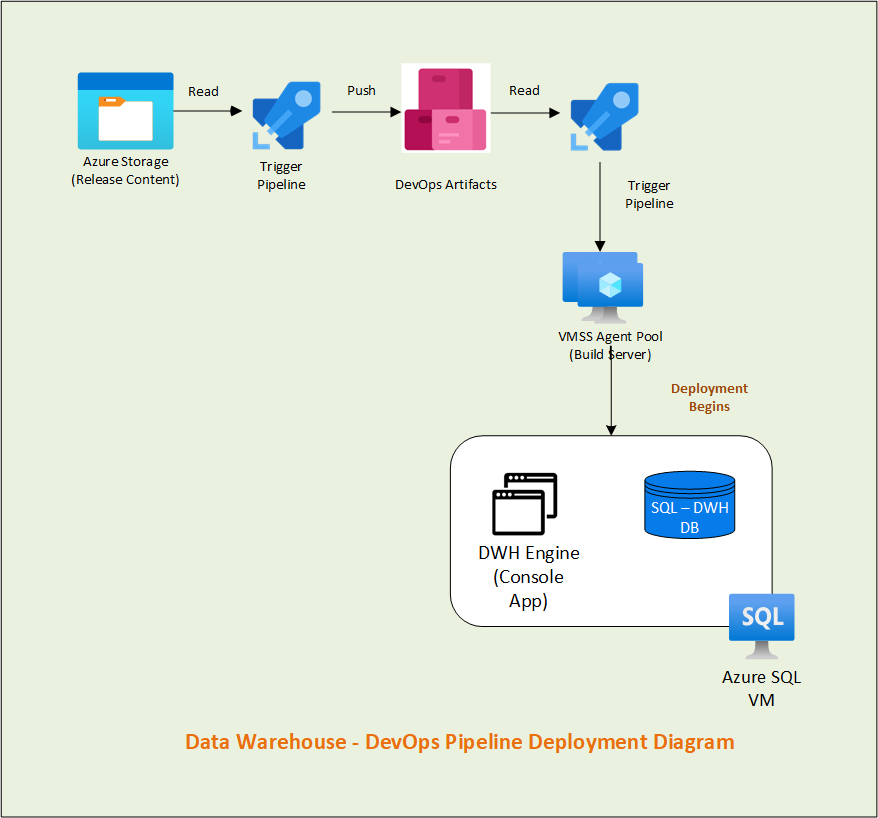 Read
Push
Read
Azure Storage
(Release Content)
Trigger
Pipeline
DevOps Artifacts
Trigger
Pipeline
VMSS Agent Pool
(Build Server)
Deployment
Begins
SQL – DWH
DB
DWH Engine
(Console
App)
SQL
Azure SQL
VM
Data Warehouse - DevOps Pipeline Deployment Diagram